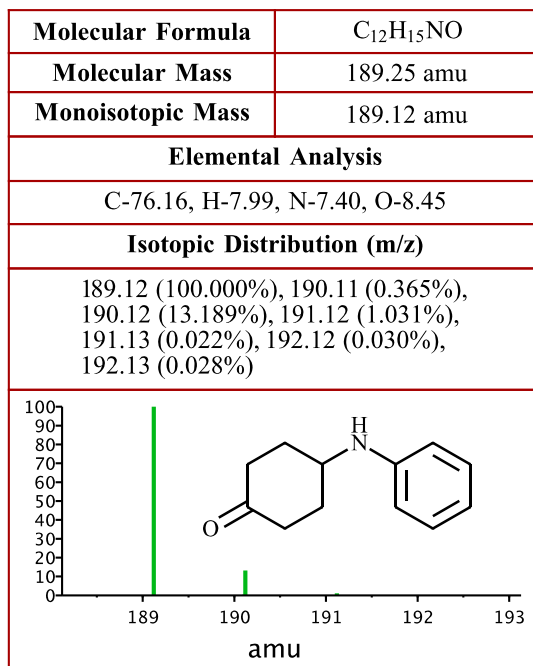 Molecular Formula C₁₂H₁₅NO
Molecular Mass 189.25 amu
Monoisotopic Mass 189.12 amu
Elemental Analysis
C-76.16, H-7.99, N-7.40, O-8.45
Isotopic Distribution (m/z)
189.12 (100.000%), 190.11 (0.365%),
190.12 (13.189%), 191.12 (1.031%),
191.13 (0.022%), 192.12 (0.030%),
192.13 (0.028%)
100
90
80
70
60
50
40
30
20
10
0
H
N
O
189 190 191 192 193
amu